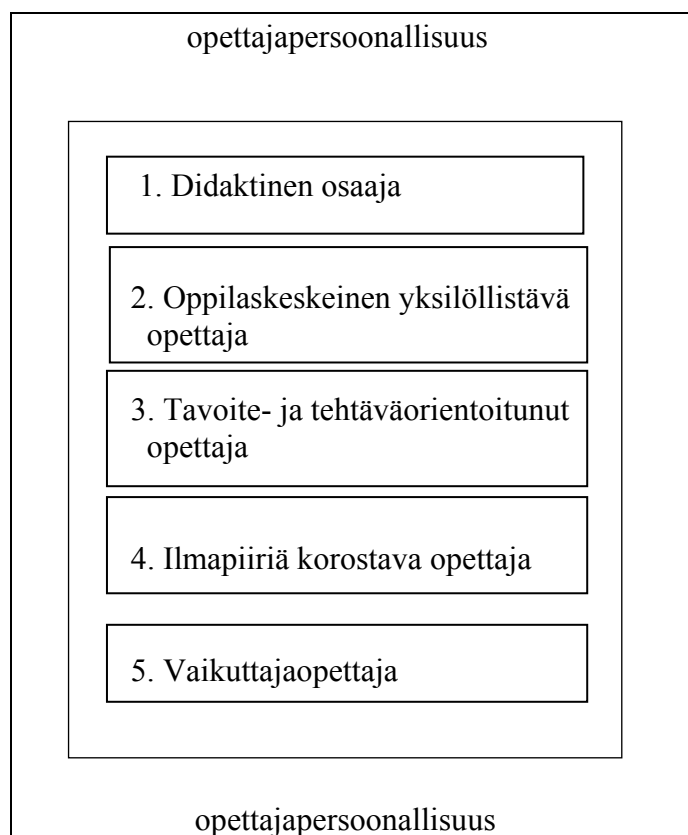 opettajapersoonallisuus
1. Didaktinen osaaja
2. Oppilaskeskeinen yksilöllistävä
opettaja
3. Tavoite- ja tehtäväorientoitunut
opettaja
4. Ilmapiiriä korostava opettaja
5. Vaikuttajaopettaja
opettajapersoonallisuus